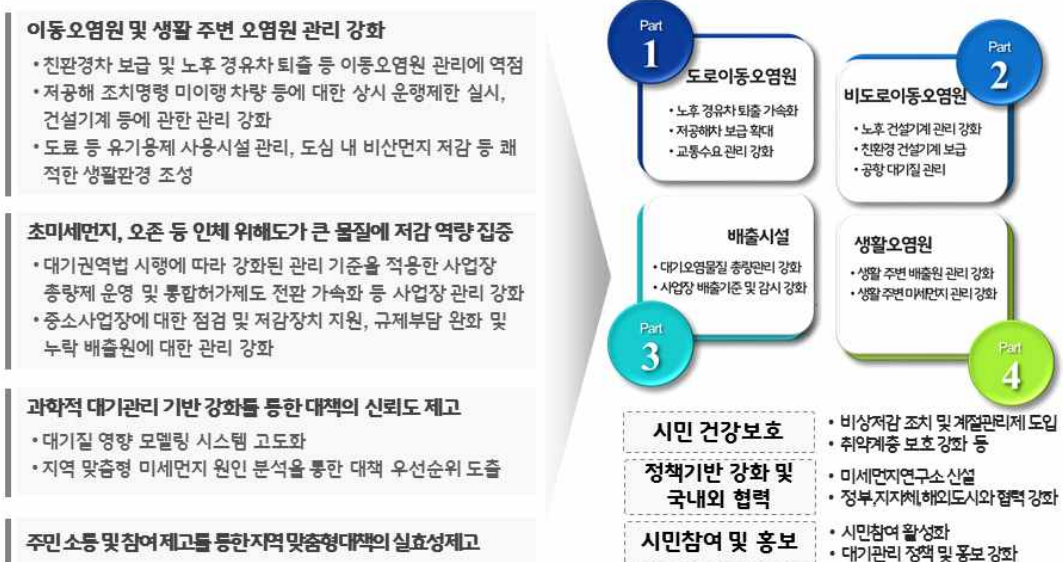 이동오염원 및 생활 주변 오염원 관리 강화
• 친환경차 보급 및 노후 경유차 퇴출 등 이동오염원 관리에 역점
• 저공해 조치명령 미이행 차량 등에 대한 상시 운행제한 실시,
건설기계 등에 관한 관리 강화
• 도료 등 유기용제 사용시설 관리, 도심 내 비산먼지 저감 등 쾌
적한 생활환경 조성
초미세먼지, 오존 등 인체 위해도가 큰 물질에 저감 역량 집중
• 대기권역법 시행에 따라 강화된 관리 기준을 적용한 사업장
총량제 운영 및 통합허가제도 전환 가속화 등 사업장 관리 강화
• 중소사업장에 대한 점검 및 저감장치 지원, 규제부담 완화 및
누락 배출원에 대한 관리 강화
과학적 대기관리 기반 강화를 통한 대책의 신뢰도 제고
• 대기질 영향 모델링 시스템 고도화
• 지역 맞춤형 미세먼지 원인 분석을 통한 대책 우선순위 도출
주민 소통 및 참여 제고를 통한 지역 맞춤형 대책의 실효성 제고
Part
1
도로이동오염원
• 노후 경유차 퇴출 가속화
• 저공해차 보급 확대
• 교통수요 관리 강화
Part
2
비도로이동오염원
• 노후 건설기계 관리 강화
• 친환경 건설기계 보급
• 공항 대기질 관리
배출시설
• 대기오염물질 총량관리 강화
• 사업장 배출기준 및 감시 강화
Part
3
생활오염원
• 생활 주변 배출원 관리 강화
• 생활 주변 미세먼지 관리 강화
Part
4
시민 건강보호
• 비상저감 조치 및 계절관리제 도입
• 취약계층 보호 강화 등
정책기반 강화 및
국내외 협력
• 미세먼지연구소 신설
• 정부,지자체,해외도시와 협력 강화
시민참여 및 홍보
• 시민참여 활성화
• 대기관리 정책 및 홍보 강화